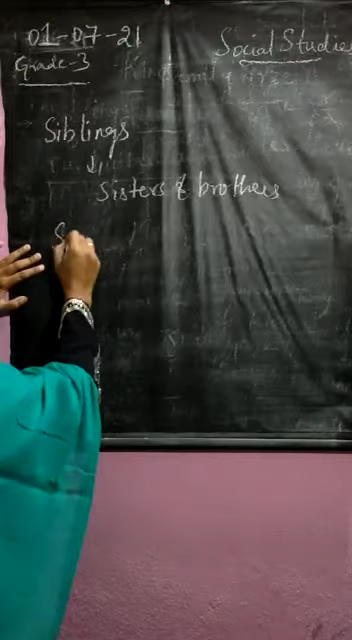 01-07-21
Social Studies
Grade-3
Siblings
↓
Sisters & brothers
S